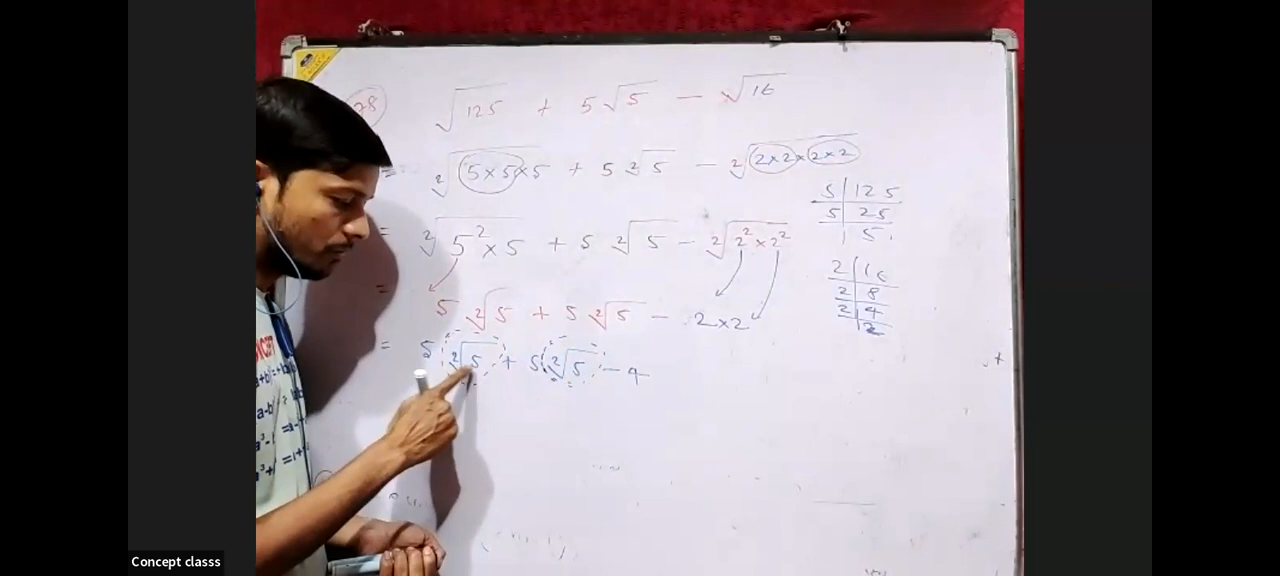 28
√125 + 5√5 − √16
= ²√5×5×5 + 5 ²√5 − ²√2×2×2×2
= ²√5²×5 + 5 ²√5 − ²√2²×2²
= 5 ²√5 + 5 ²√5 − 2×2
= 5 ²√5 + 5 ²√5 − 4
5 | 125
5 | 25
5
2 | 16
2 | 8
2 | 4
2
Concept classs